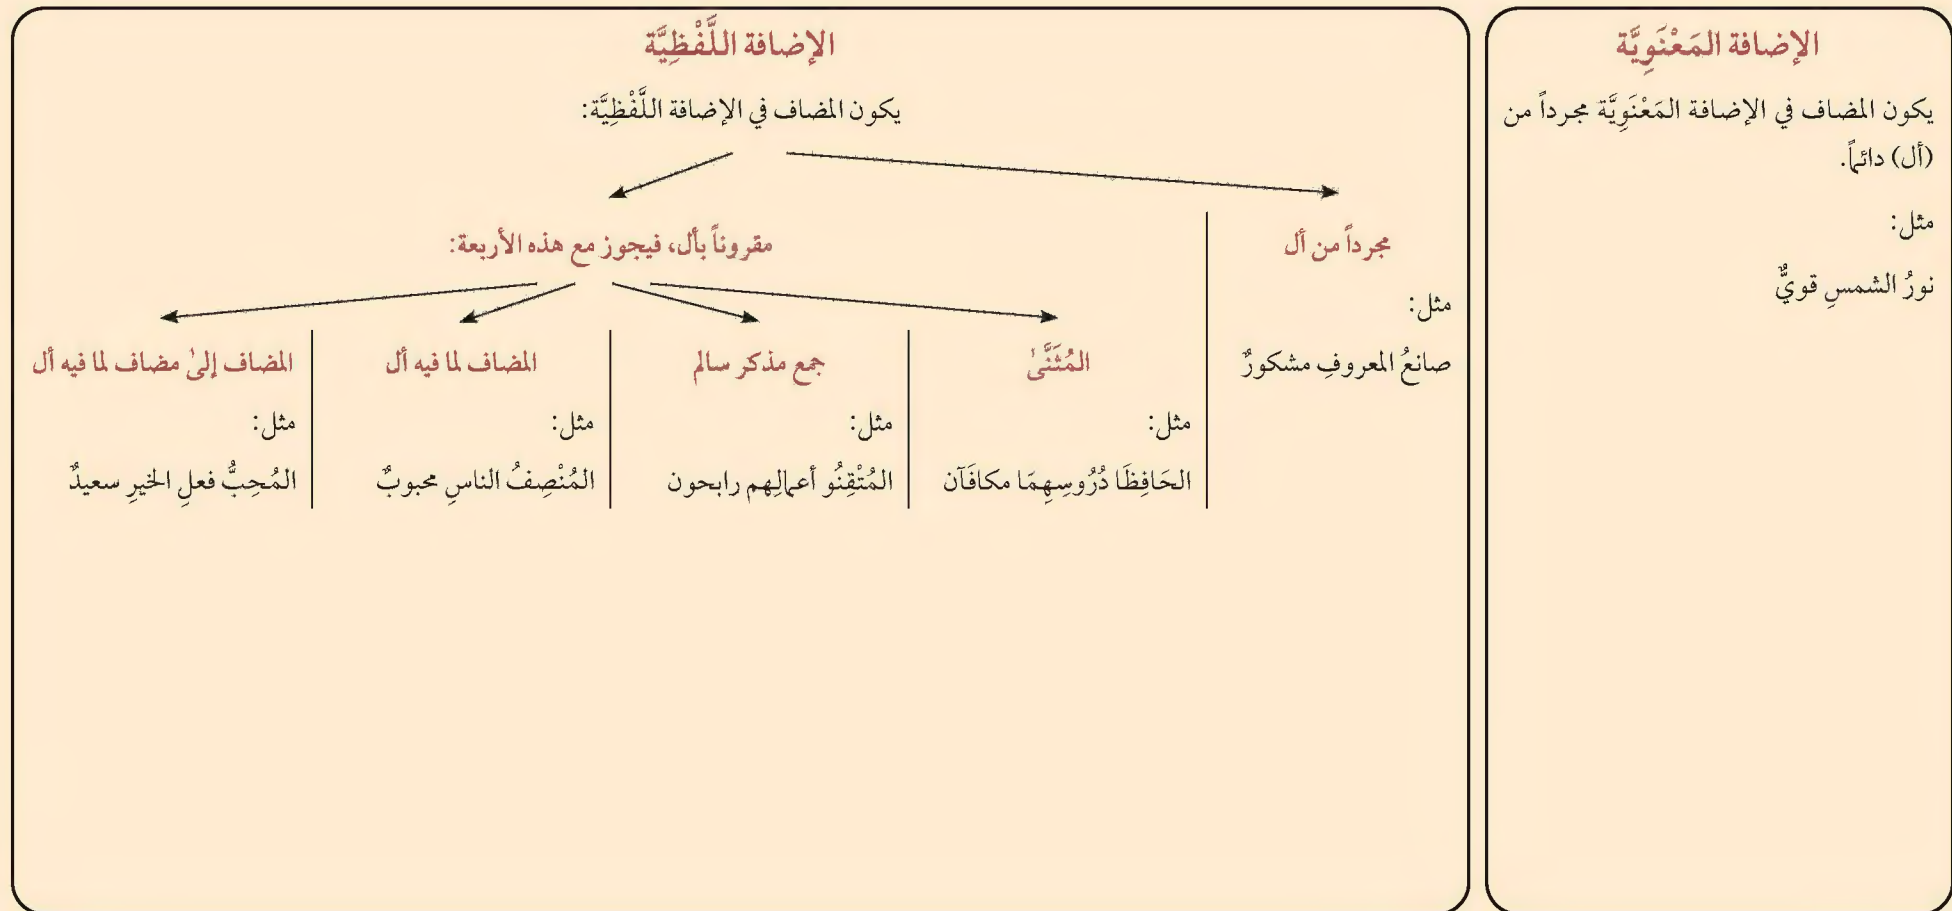 الإضافة المَعْنَوِيَّة
يكون المضاف في الإضافة المَعْنَوِيَّة مجرداً من
(أل) دائماً.
مثل:
نورُ الشمسِ قويٌّ
الإضافة اللَّفْظِيَّة
يكون المضاف في الإضافة اللَّفْظِيَّة:
مجرداً من أل
مثل:
صانعُ المعروفِ مشكورٌ
مقروناً بأل، فيجوز مع هذه الأربعة:
المُثَنَّىٰ
مثل:
الحَافِظَا دُرُوسِهِمَا مكافَآن
جمع مذكر سالم
مثل:
المُتْقِنُو أعمالِهم رابحون
المضاف لما فيه أل
مثل:
المُنْصِفُ الناسِ محبوبٌ
المضاف إلىٰ مضاف لما فيه أل
مثل:
المُحِبُّ فعلِ الخيرِ سعيدٌ